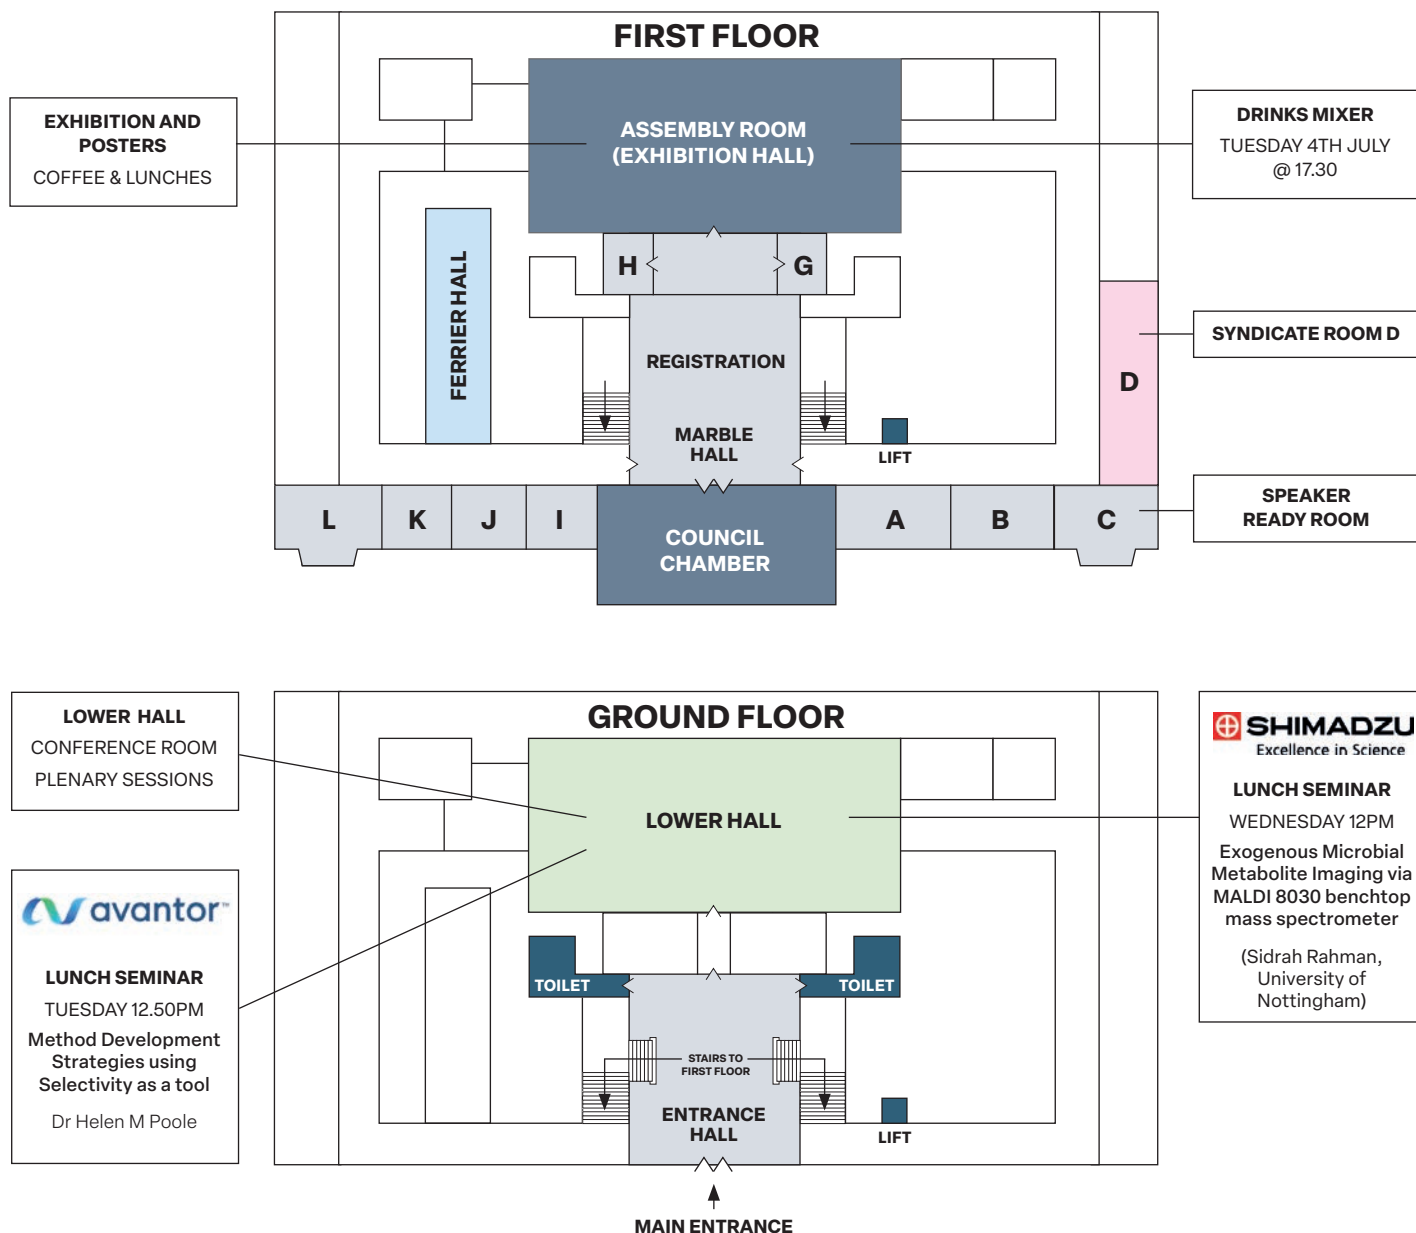 FIRST FLOOR
EXHIBITION AND
POSTERS
COFFEE & LUNCHES
ASSEMBLY ROOM
(EXHIBITION HALL)
DRINKS MIXER
TUESDAY 4TH JULY
@ 17.30
H
G
FERRIER HALL
REGISTRATION
MARBLE
HALL
LIFT
D
SYNDICATE ROOM D
L
K
J
I
COUNCIL
CHAMBER
A
B
C
SPEAKER
READY ROOM
GROUND FLOOR
LOWER HALL
CONFERENCE ROOM
PLENARY SESSIONS
LOWER HALL
SHIMADZU
Excellence in Science
LUNCH SEMINAR
WEDNESDAY 12PM
Exogenous Microbial
Metabolite Imaging via
MALDI 8030 benchtop
mass spectrometer
(Sidrah Rahman,
University of
Nottingham)
avantor™
LUNCH SEMINAR
TUESDAY 12.50PM
Method Development
Strategies using
Selectivity as a tool
Dr Helen M Poole
TOILET
TOILET
STAIRS TO
FIRST FLOOR
ENTRANCE
HALL
LIFT
MAIN ENTRANCE